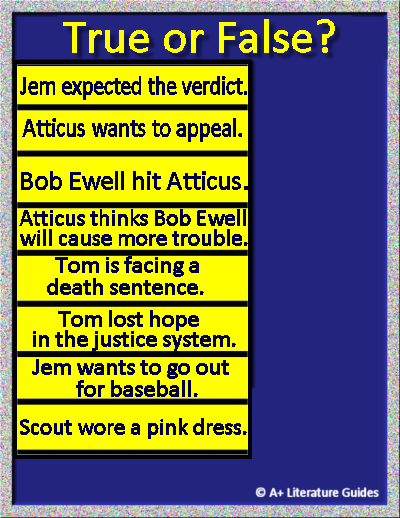 True or False?
Jem expected the verdict.
Atticus wants to appeal.
Bob Ewell hit Atticus.
Atticus thinks Bob Ewell
will cause more trouble.
Tom is facing a
death sentence.
Tom lost hope
in the justice system.
Jem wants to go out
for baseball.
Scout wore a pink dress.
© A+ Literature Guides